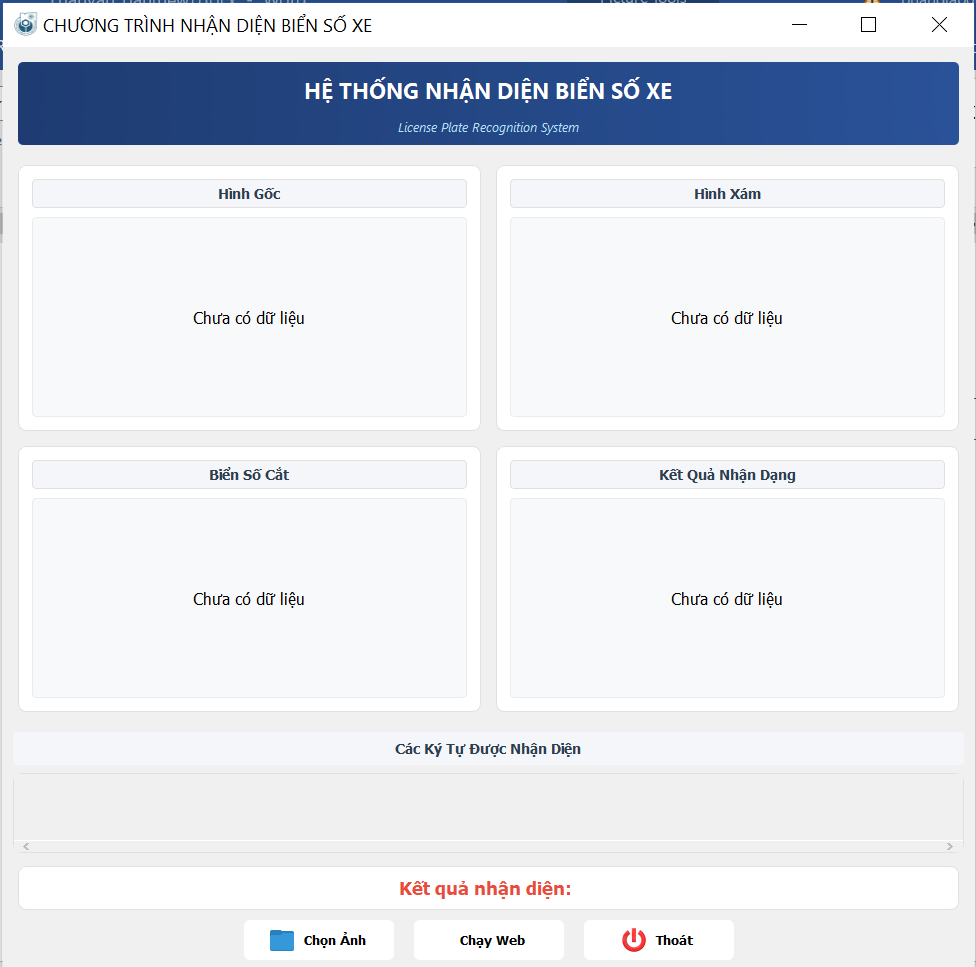 CHƯƠNG TRÌNH NHẬN DIỆN BIỂN SỐ XE
HỆ THỐNG NHẬN DIỆN BIỂN SỐ XE
License Plate Recognition System
Hình Gốc
Hình Xám
Chưa có dữ liệu
Chưa có dữ liệu
Biển Số Cắt
Kết Quả Nhận Dạng
Chưa có dữ liệu
Chưa có dữ liệu
Các Ký Tự Được Nhận Diện
Kết quả nhận diện:
Chọn Ảnh
Chạy Web
Thoát